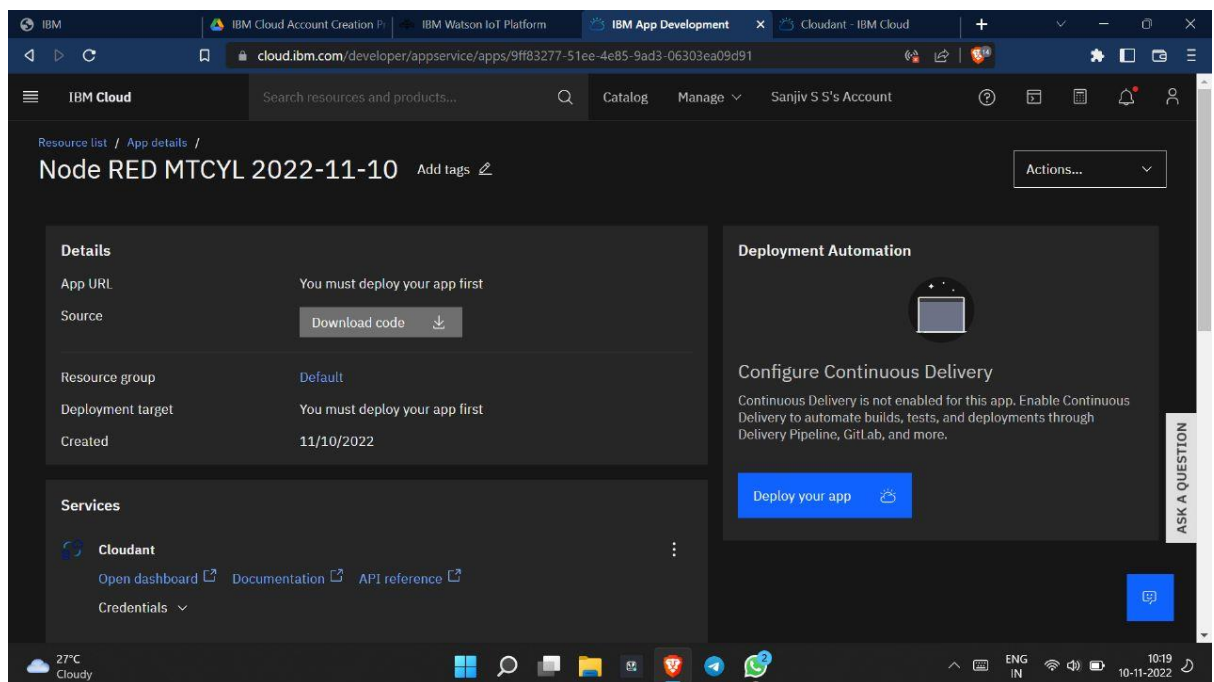 IBM
IBM Cloud Account Creation Pr
IBM Watson IoT Platform
IBM App Development
Cloudant - IBM Cloud
cloud.ibm.com/developer/appservice/apps/9ff83277-51ee-4e85-9ad3-06303ea09d91
14
IBM Cloud
Search resources and products...
Catalog
Manage
Sanjiv S S's Account
Resource list / App details /
Node RED MTCYL 2022-11-10
Add tags
Actions...
Details
App URL
You must deploy your app first
Source
Download code
Resource group
Default
Deployment target
You must deploy your app first
Created
11/10/2022
Services
Cloudant
Open dashboard
Documentation
API reference
Credentials
Deployment Automation
Configure Continuous Delivery
Continuous Delivery is not enabled for this app. Enable Continuous
Delivery to automate builds, tests, and deployments through
Delivery Pipeline, GitLab, and more.
Deploy your app
ASK A QUESTION
27°C
Cloudy
2
ENG
IN
10:19
10-11-2022